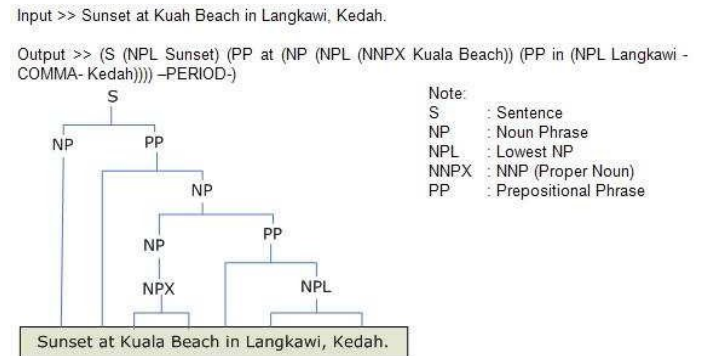 Input >> Sunset at Kuah Beach in Langkawi, Kedah.
Output >> (S (NPL Sunset) (PP at (NP (NPL (NNPX Kuala Beach)) (PP in (NPL Langkawi -
COMMA- Kedah)))) –PERIOD-)
Note:
S : Sentence
NP : Noun Phrase
NPL : Lowest NP
NNPX : NNP (Proper Noun)
PP : Prepositional Phrase
S
NP PP
NP
NP PP
NPX NPL
Sunset at Kuala Beach in Langkawi, Kedah.